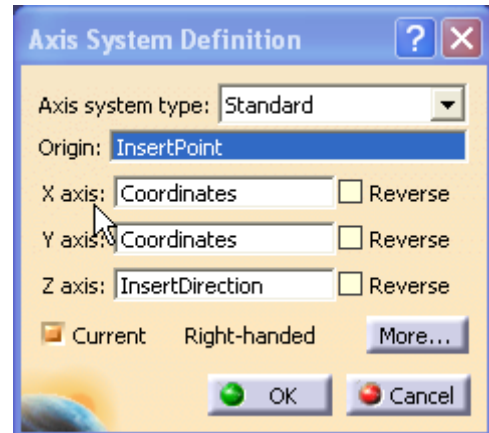 Axis System Definition ? X
Axis system type: Standard
Origin: InsertPoint
X axis: Coordinates Reverse
Y axis: Coordinates Reverse
Z axis: InsertDirection Reverse
Current Right-handed More...
OK Cancel